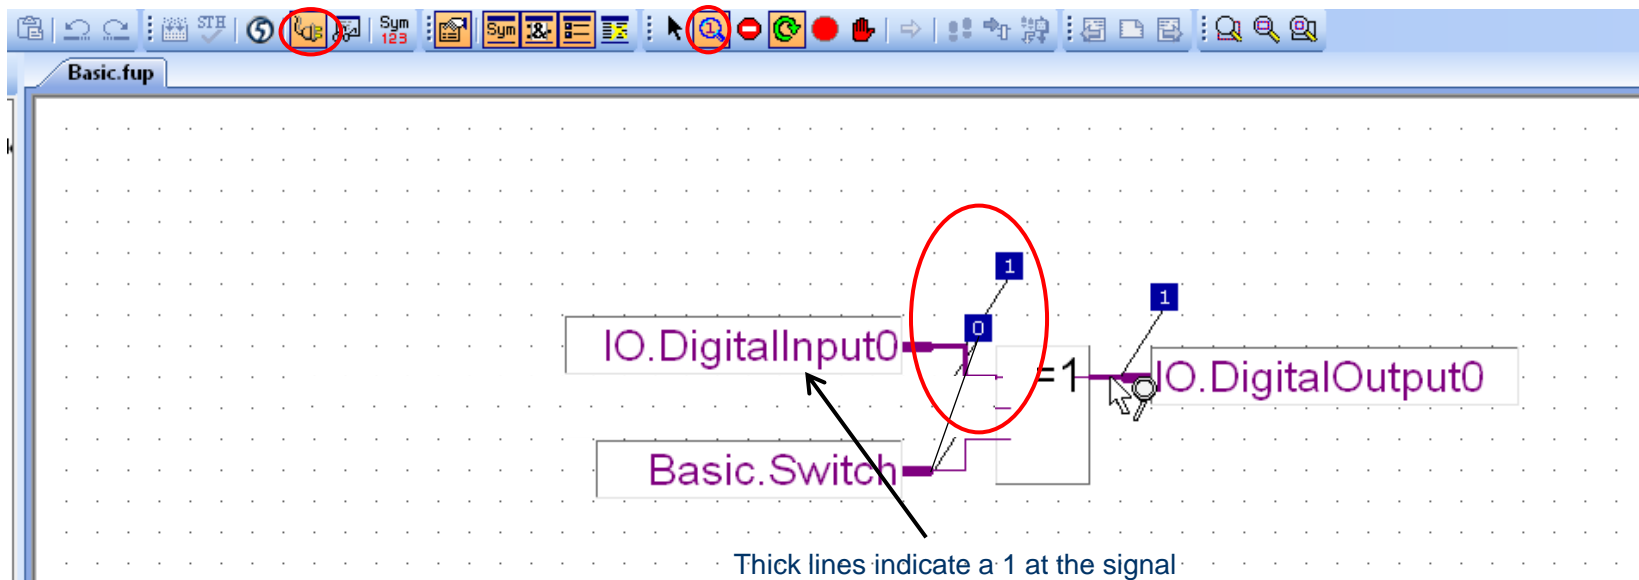 STH
Sym
123
Sym
&
1
Basic.fup
1
1
0
IO.DigitalInput0
=1
IO.DigitalOutput0
Basic.Switch
Thick lines indicate a 1 at the signal